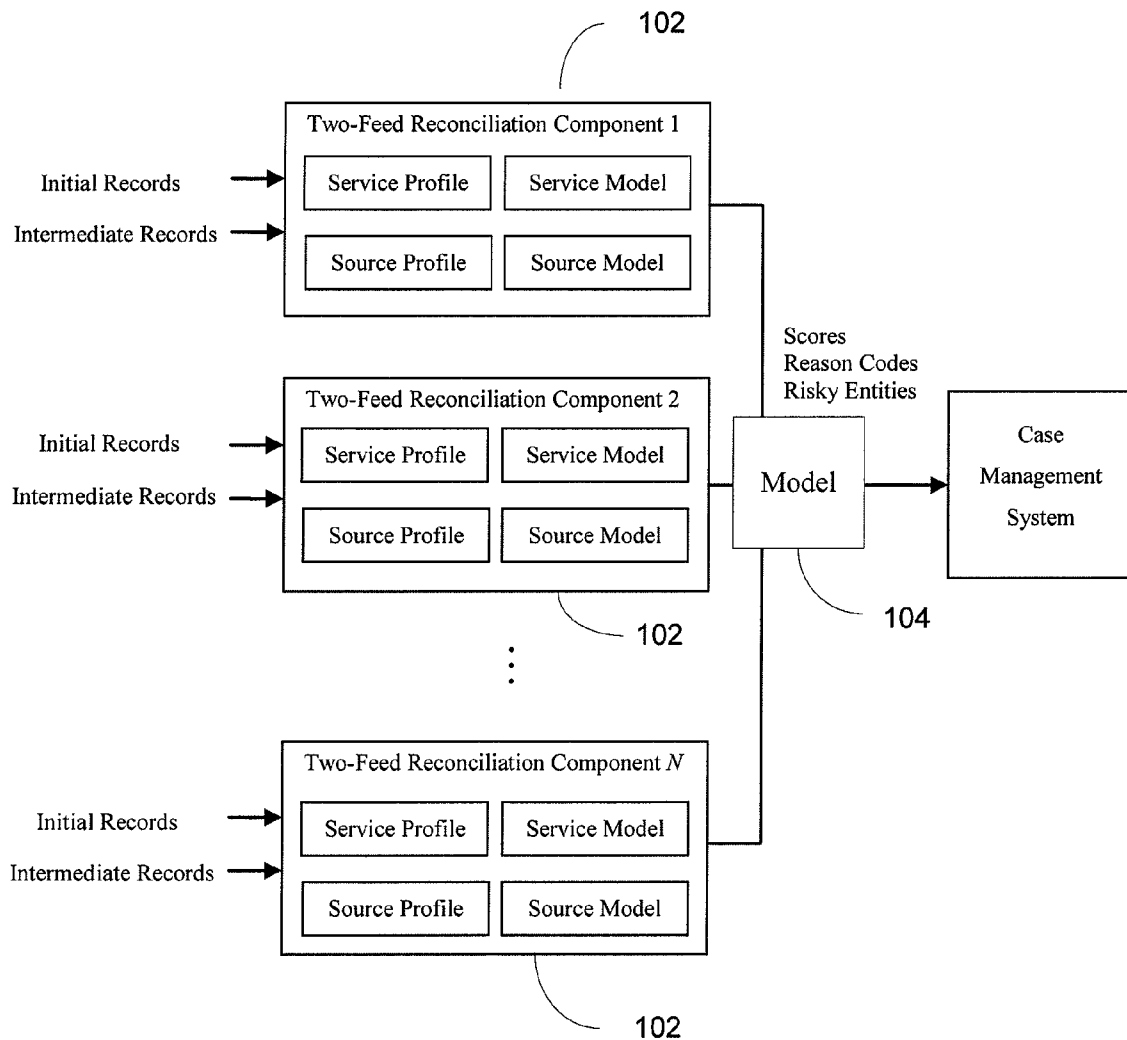 102
Two-Feed Reconciliation Component 1
Initial Records
Intermediate Records
Service Profile
Service Model
Source Profile
Source Model
Scores
Reason Codes
Risky Entities
Two-Feed Reconciliation Component 2
Initial Records
Intermediate Records
Service Profile
Service Model
Source Profile
Source Model
Model
Case
Management
System
102
104
Two-Feed Reconciliation Component N
Initial Records
Intermediate Records
Service Profile
Service Model
Source Profile
Source Model
102